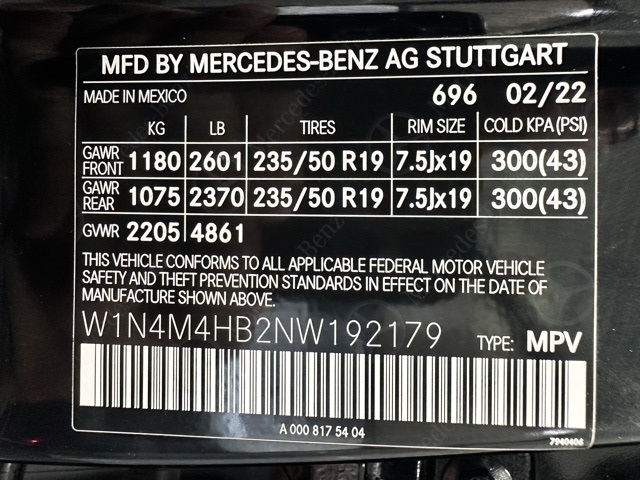 MFD BY MERCEDES-BENZ AG STUTTGART
MADE IN MEXICO 696 02/22
KG LB TIRES RIM SIZE COLD KPA (PSI)
GAWR FRONT 1180 2601 235/50 R19 7.5Jx19 300(43)
GAWR REAR 1075 2370 235/50 R19 7.5Jx19 300(43)
GVWR 2205 4861
THIS VEHICLE CONFORMS TO ALL APPLICABLE FEDERAL MOTOR VEHICLE
SAFETY AND THEFT PREVENTION STANDARDS IN EFFECT ON THE DATE OF
MANUFACTURE SHOWN ABOVE.
W1N4M4HB2NW192179 TYPE: MPV
A 000 817 54 04
7940406